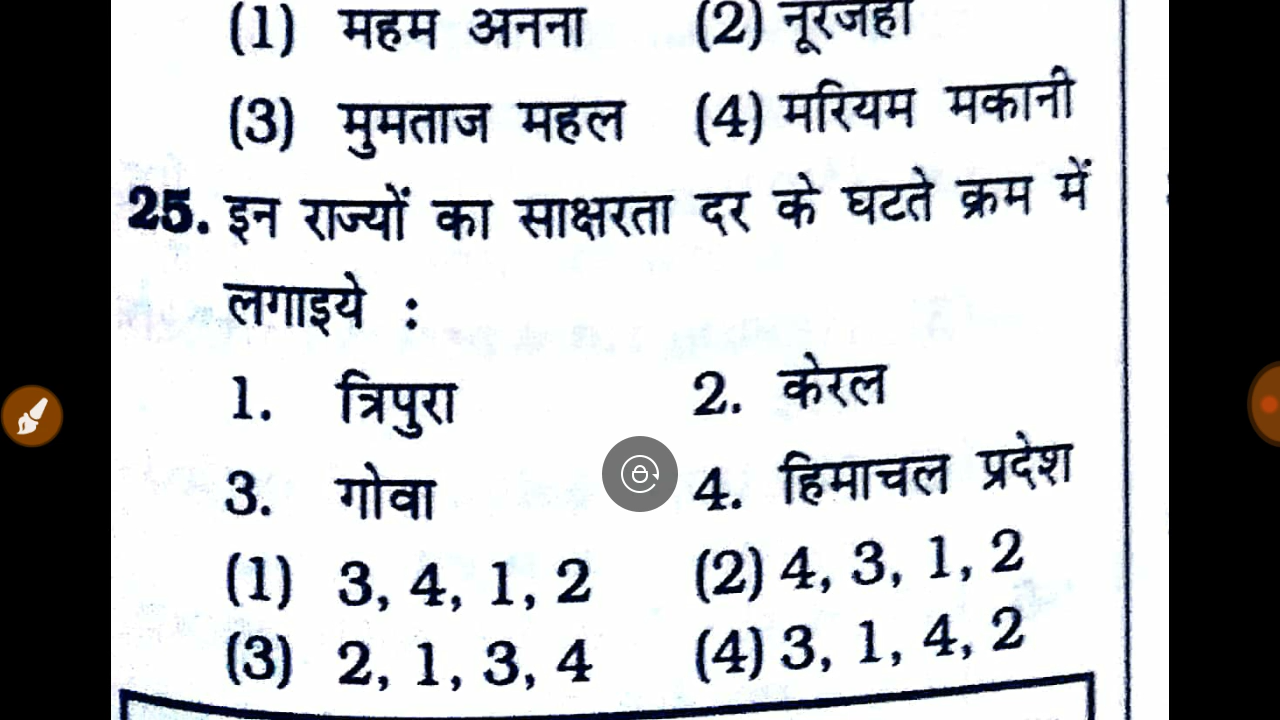 (1) महम अनना (2) नूरजहाँ
(3) मुमताज महल (4) मरियम मकानी
25. इन राज्यों का साक्षरता दर के घटते क्रम में
लगाइये :
1. त्रिपुरा 2. केरल
3. गोवा 4. हिमाचल प्रदेश
(1) 3, 4, 1, 2 (2) 4, 3, 1, 2
(3) 2, 1, 3, 4 (4) 3, 1, 4, 2